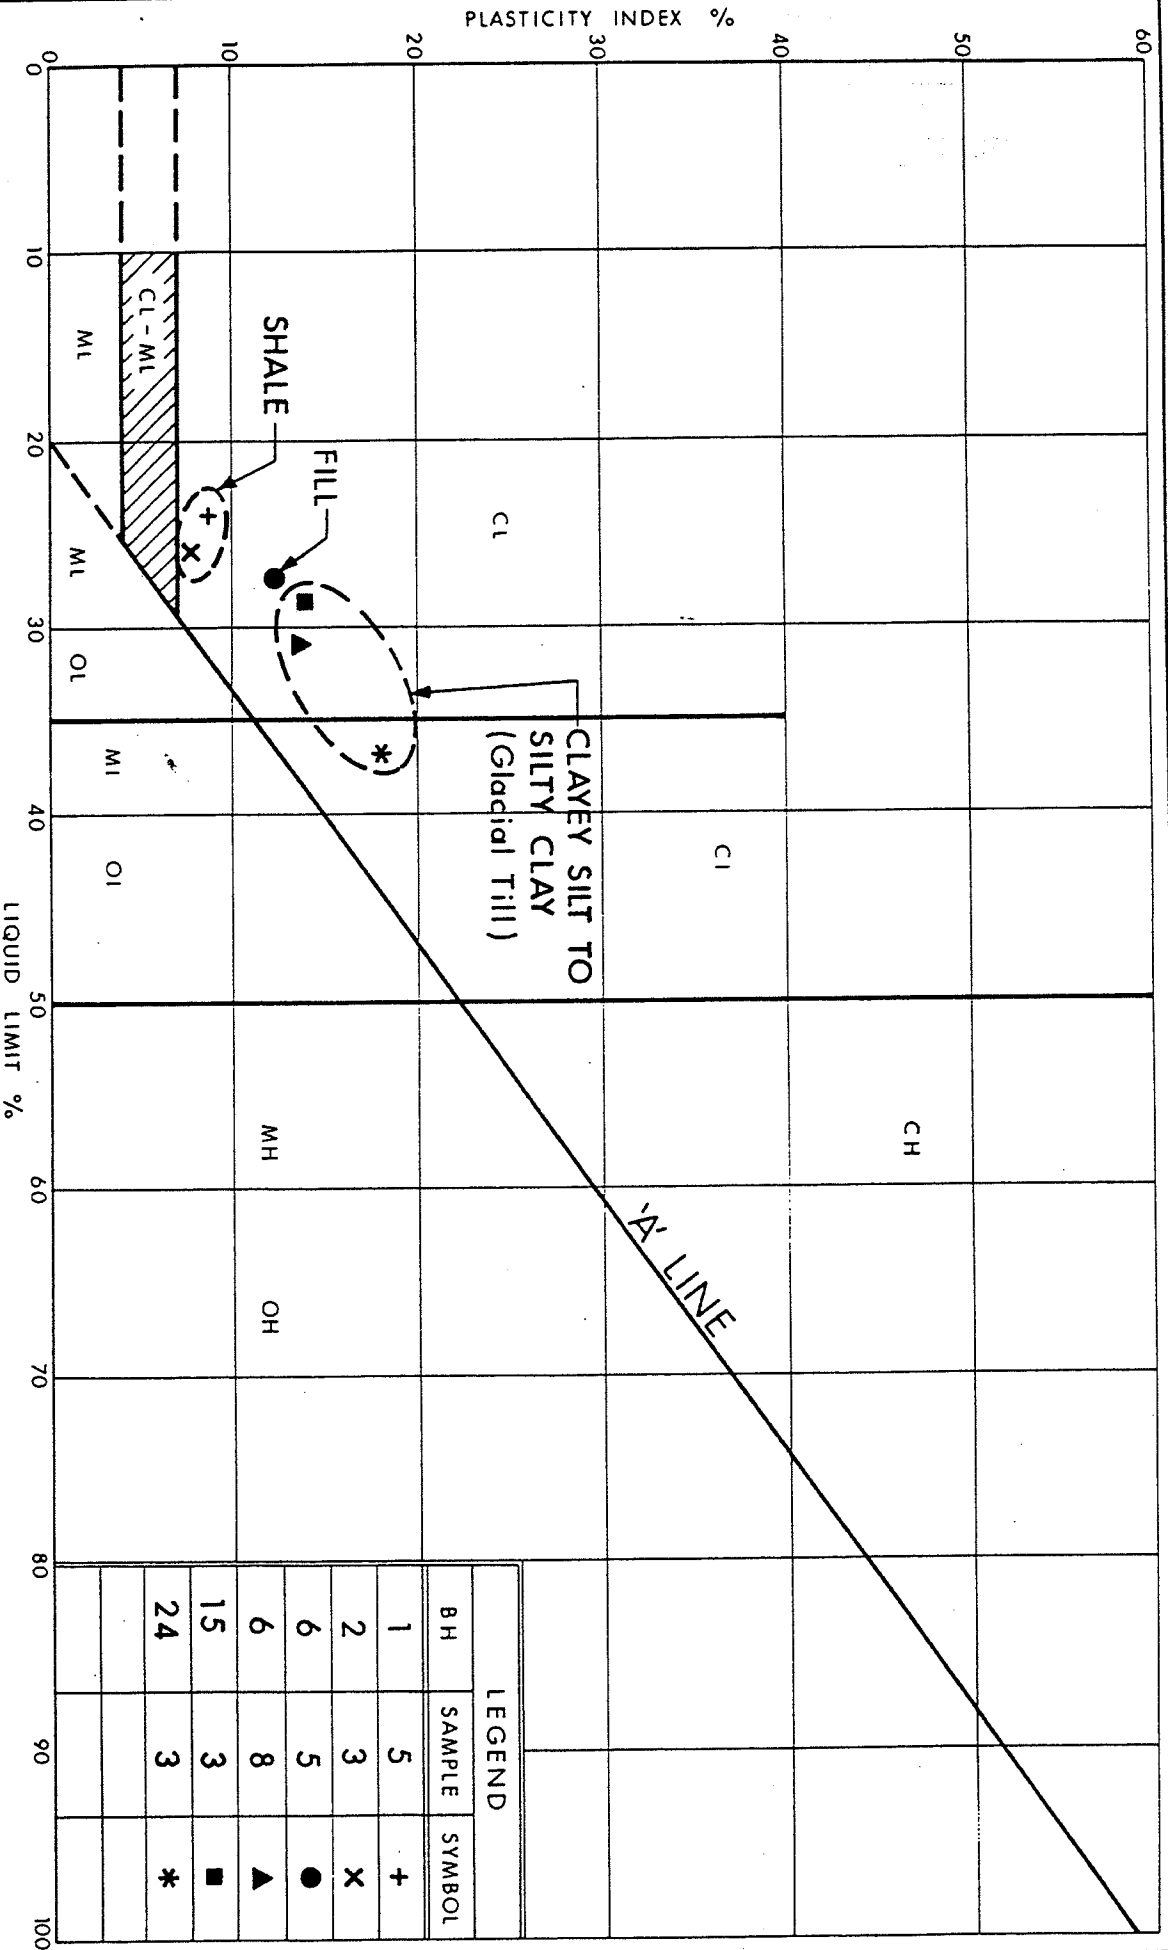 PLASTICITY INDEX %
60
50
40
30
20
10
0
0
10
20
30
40
50
60
70
80
90
100
LIQUID LIMIT %
CL
CI
CH
'A' LINE
CLAYEY SILT TO
SILTY CLAY
(Glacial Till)
FILL
SHALE
CL-ML
ML
ML
OL
MI
OI
MH
OH
LEGEND
BH SAMPLE SYMBOL
1 5 +
2 3 ×
6 5 ●
6 8 ▲
15 3 ■
24 3 *